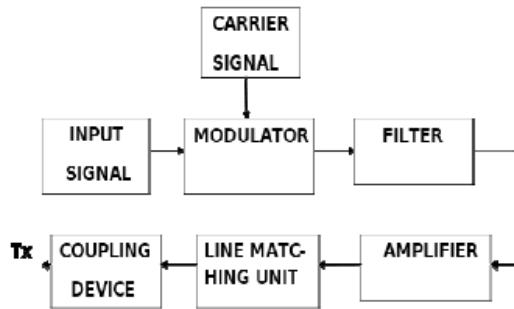 CARRIER
SIGNAL
INPUT
SIGNAL
MODULATOR
FILTER
Tx
COUPLING
DEVICE
LINE MATC-
HING UNIT
AMPLIFIER